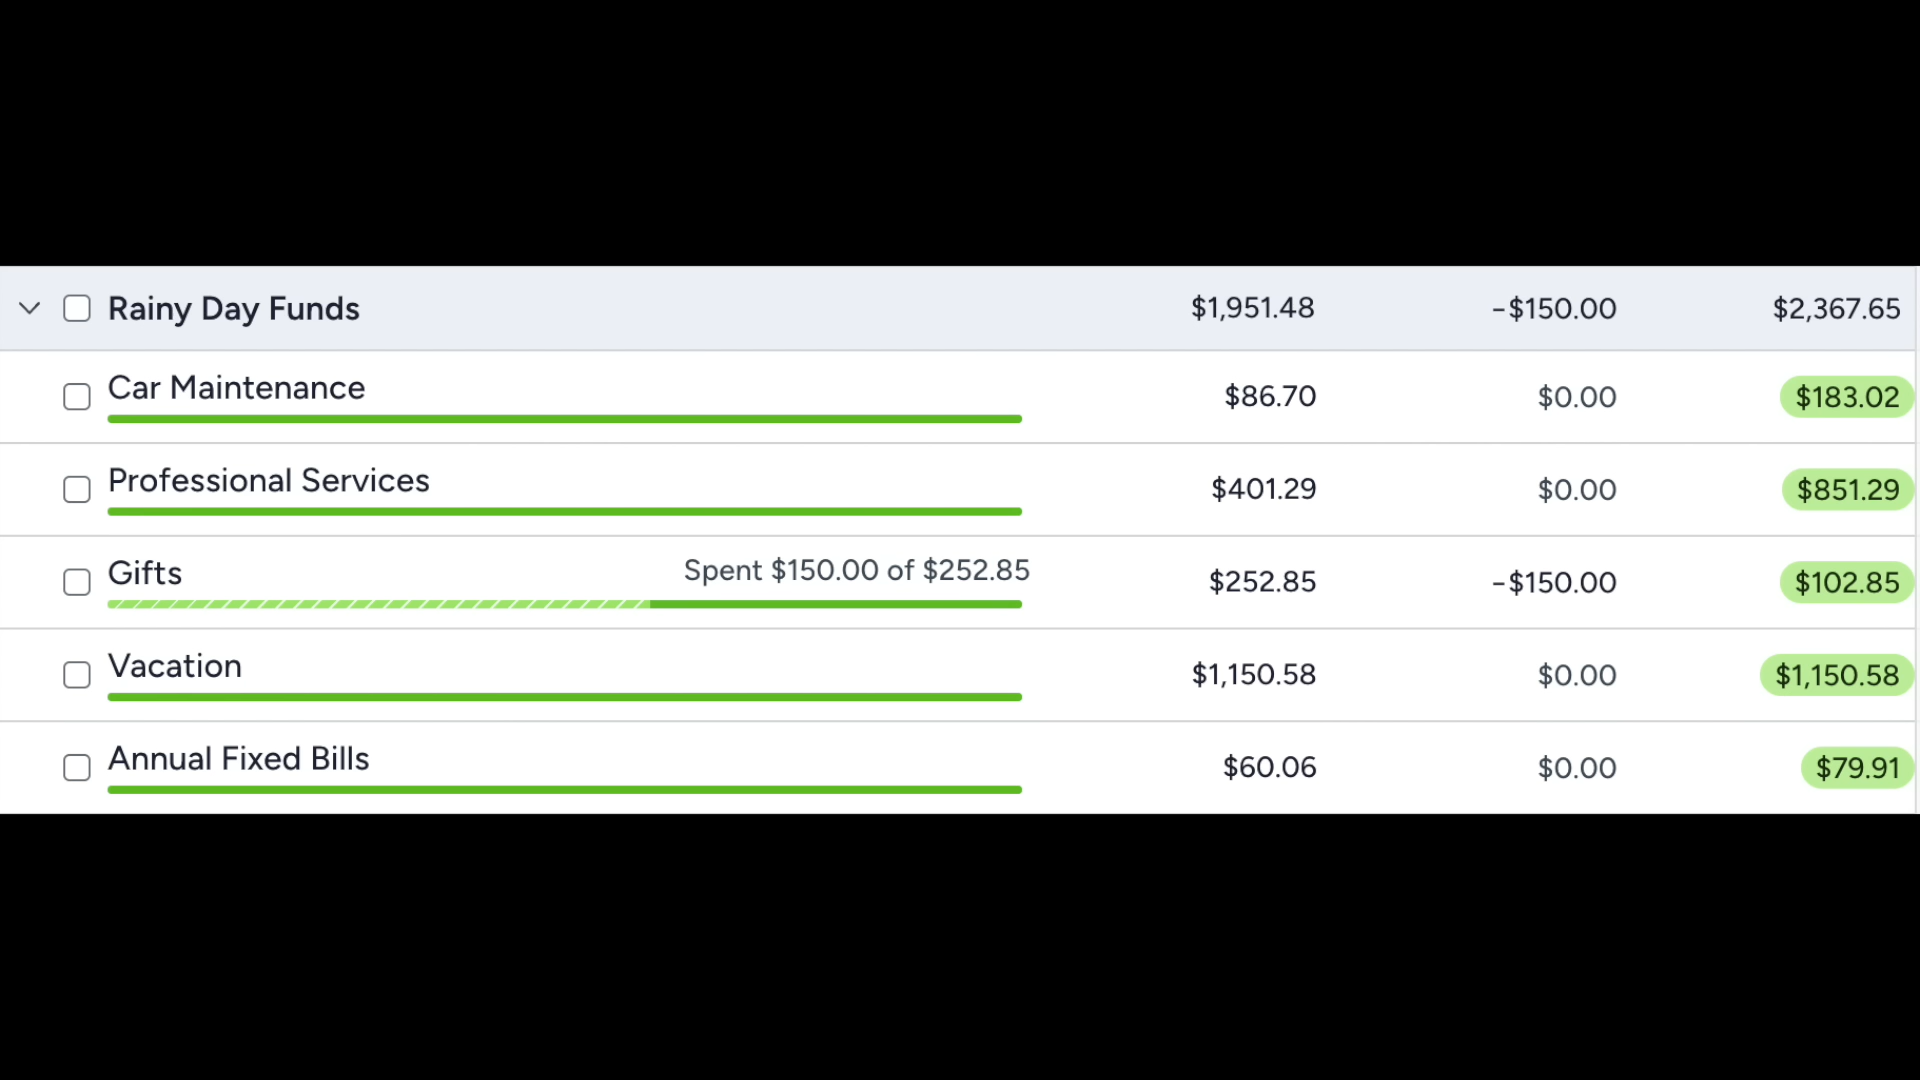 Rainy Day Funds $1,951.48 -$150.00 $2,367.65
Car Maintenance $86.70 $0.00 $183.02
Professional Services $401.29 $0.00 $851.29
Gifts Spent $150.00 of $252.85 $252.85 -$150.00 $102.85
Vacation $1,150.58 $0.00 $1,150.58
Annual Fixed Bills $60.06 $0.00 $79.91